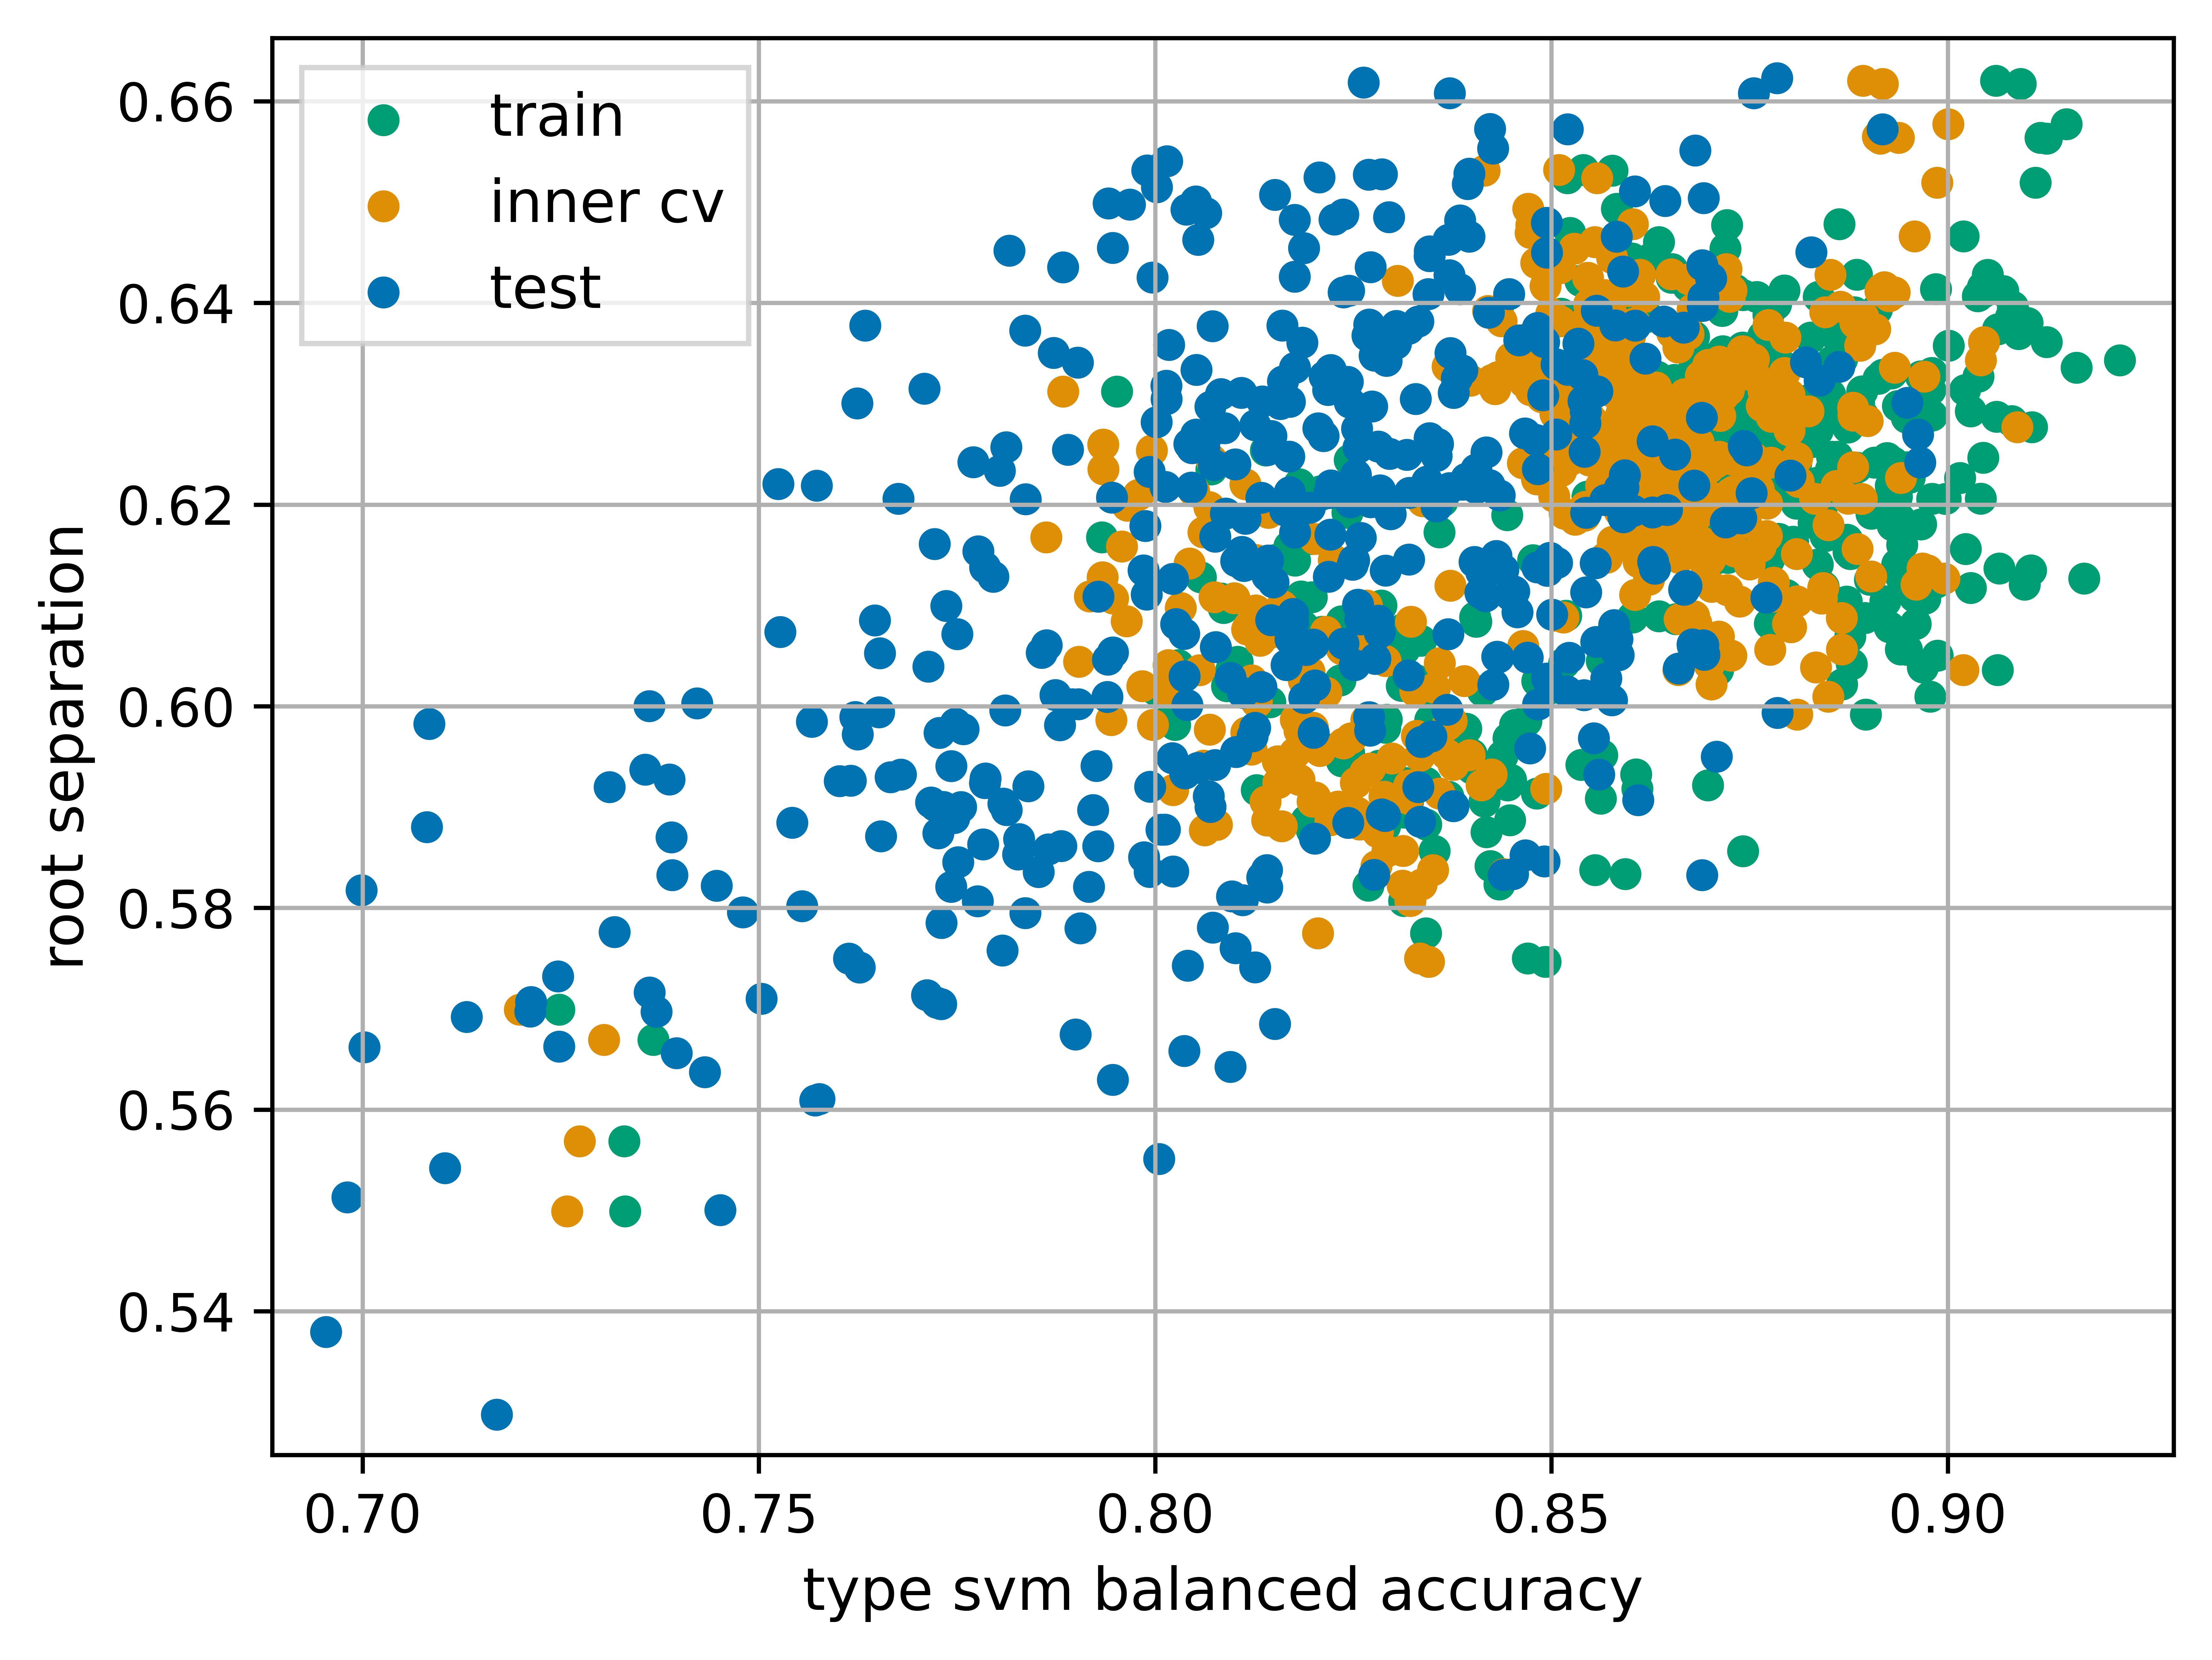 train
inner cv
test
0.66
0.64
0.62
0.60
0.58
0.56
0.54
root separation
0.70 0.75 0.80 0.85 0.90
type svm balanced accuracy